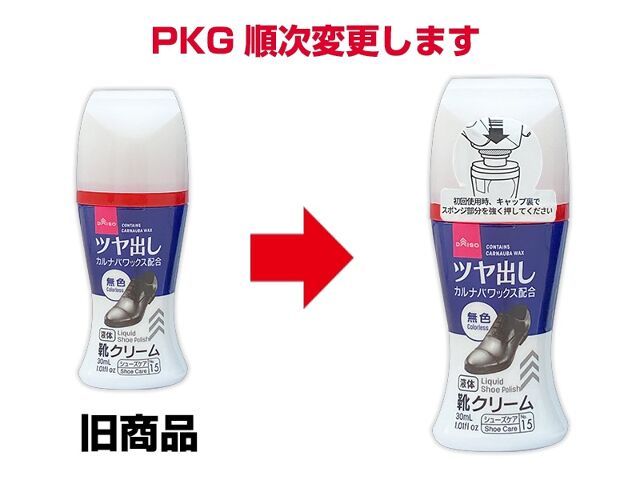 PKG 順次変更します
DAISO
CONTAINS
CARNAUBA WAX
ツヤ出し
カルナバワックス配合
無色
Colorless
液体
Liquid
Shoe Polish
靴クリーム
30mL
1.01fl oz
シューズケア
Shoe Care
No.
15
旧商品
初回使用時、キャップ裏で
スポンジ部分を強く押してください
DAISO
CONTAINS
CARNAUBA WAX
ツヤ出し
カルナバワックス配合
無色
Colorless
液体
Liquid
Shoe Polish
靴クリーム
30mL
1.01fl oz
シューズケア
Shoe Care
No.
15